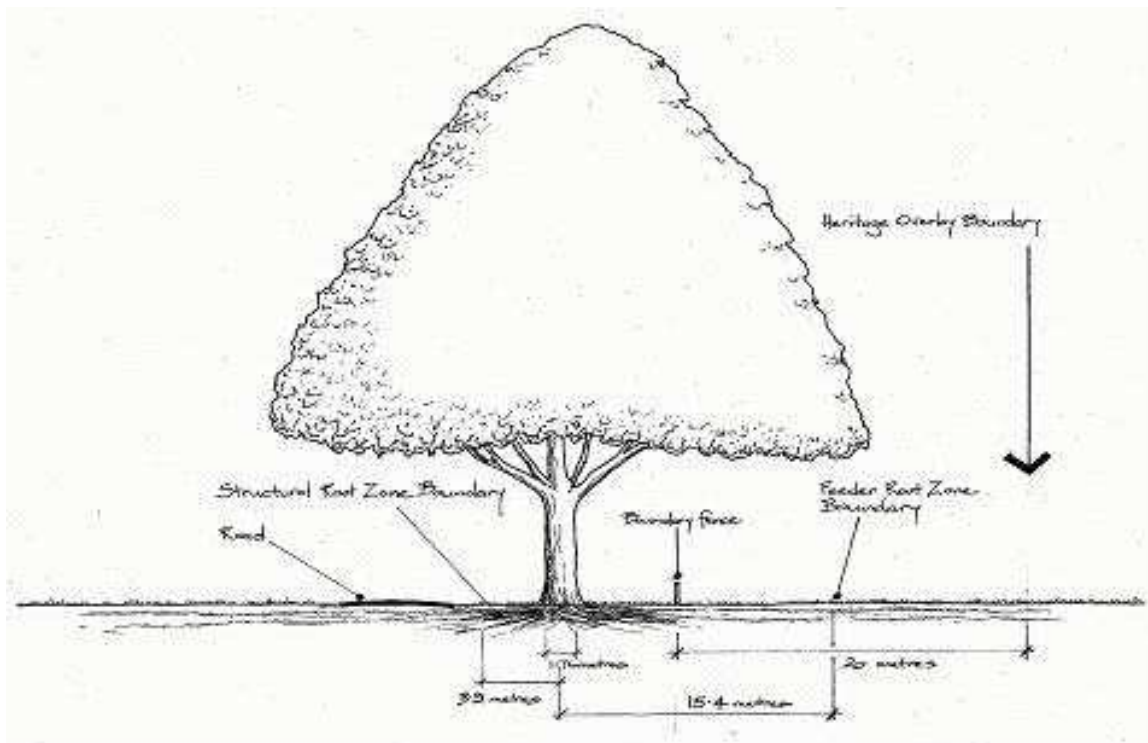 Heritage Overlay Boundary
Structural Root Zone Boundary
Feeder Root Zone
Boundary
Boundary fence
Road
metres
20 metres
3.9 metres
15.4 metres